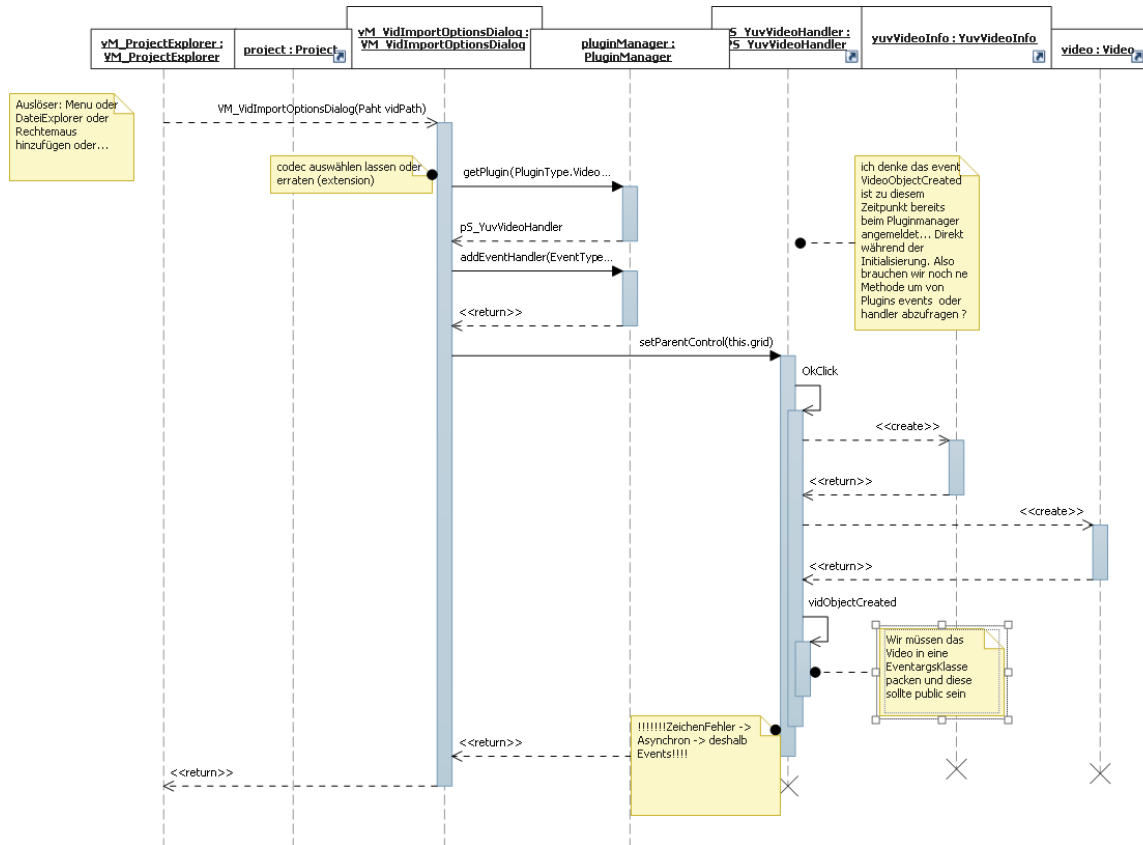 vM_ProjectExplorer :
VM_ProjectExplorer
project : Project
vM_VidImportOptionsDialog :
VM_VidImportOptionsDialog
pluginManager :
PluginManager
S_YuvVideoHandler :
PS_YuvVideoHandler
yuvVideoInfo : YuvVideoInfo
video : Video
Auslöser: Menu oder
DateiExplorer oder
Rechtemaus
hinzufügen oder...
VM_VidImportOptionsDialog(Paht vidPath)
codec auswählen lassen oder
erraten (extension)
getPlugin(PluginType.Video...
pS_YuvVideoHandler
addEventHandler(EventType...
<<return>>
ich denke das event
VideoObjectCreated
ist zu diesem
Zeitpunkt bereits
beim Pluginmanager
angemeldet... Direkt
während der
Initialisierung. Also
brauchen wir noch ne
Methode um von
Plugins events oder
handler abzufragen ?
setParentControl(this.grid)
OkClick
<<create>>
<<return>>
<<create>>
<<return>>
vidObjectCreated
Wir müssen das
Video in eine
EventargsKlasse
packen und diese
sollte public sein
!!!!!!!ZeichenFehler ->
Asynchron -> deshalb
Events!!!!
<<return>>
<<return>>